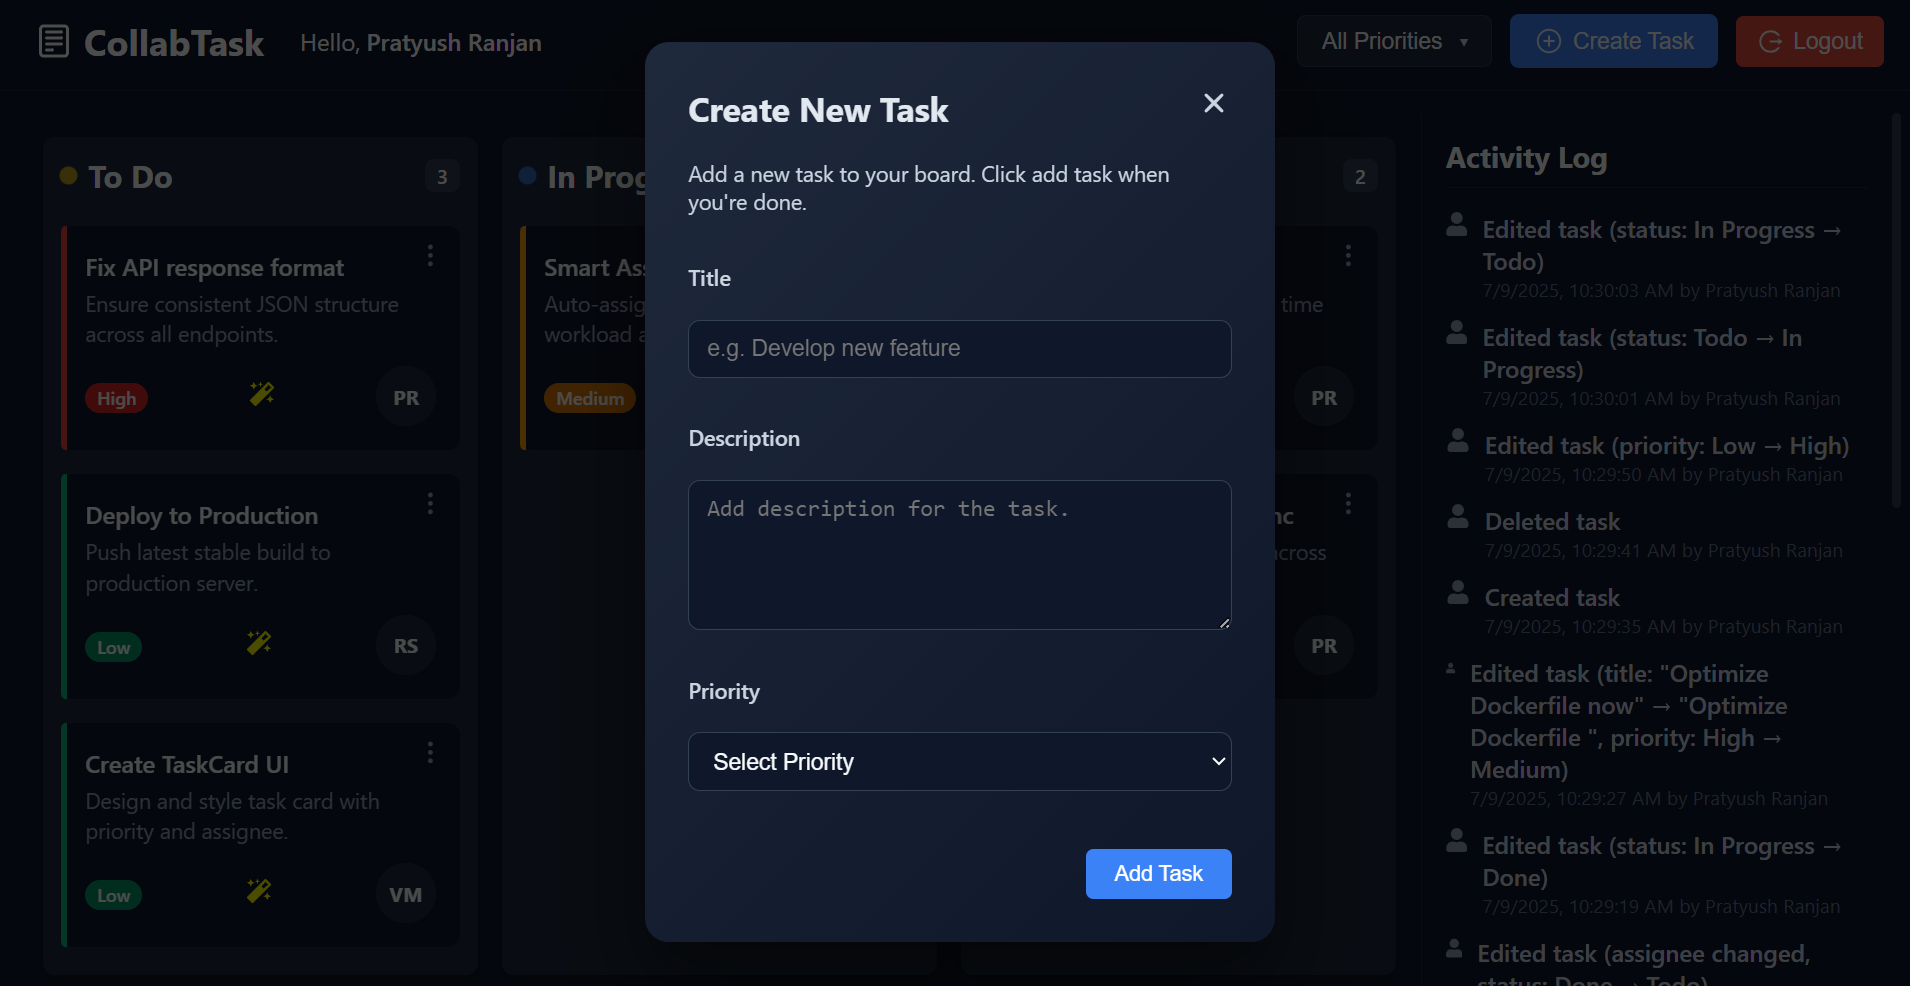 CollabTask
Hello, Pratyush Ranjan
All Priorities
Create Task
Logout
To Do
3
Fix API response format
Ensure consistent JSON structure
across all endpoints.
High
PR
Deploy to Production
Push latest stable build to
production server.
Low
RS
Create TaskCard UI
Design and style task card with
priority and assignee.
Low
VM
In Prog
Smart Ass
Auto-assig
workload a
Medium
Create New Task
Add a new task to your board. Click add task when
you're done.
Title
e.g. Develop new feature
Description
Add description for the task.
Priority
Select Priority
Add Task
2
time
PR
nc
across
PR
Activity Log
Edited task (status: In Progress →
Todo)
7/9/2025, 10:30:03 AM by Pratyush Ranjan
Edited task (status: Todo → In
Progress)
7/9/2025, 10:30:01 AM by Pratyush Ranjan
Edited task (priority: Low → High)
7/9/2025, 10:29:50 AM by Pratyush Ranjan
Deleted task
7/9/2025, 10:29:41 AM by Pratyush Ranjan
Created task
7/9/2025, 10:29:35 AM by Pratyush Ranjan
Edited task (title: "Optimize
Dockerfile now" → "Optimize
Dockerfile ", priority: High →
Medium)
7/9/2025, 10:29:27 AM by Pratyush Ranjan
Edited task (status: In Progress →
Done)
7/9/2025, 10:29:19 AM by Pratyush Ranjan
Edited task (assignee changed,
status: Done → Todo)